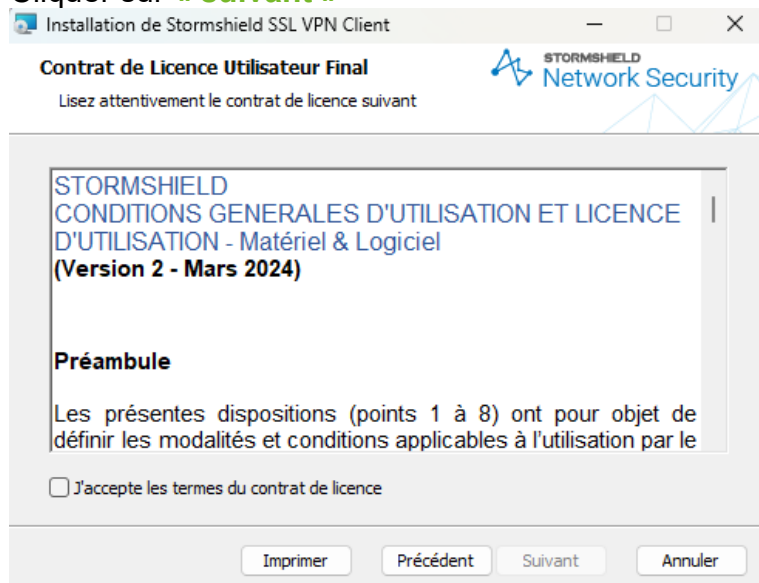 Cliquer sur « suivant »
Installation de Stormshield SSL VPN Client
Contrat de Licence Utilisateur Final
Lisez attentivement le contrat de licence suivant
STORMSHIELD
Network Security
STORMSHIELD
CONDITIONS GENERALES D'UTILISATION ET LICENCE
D'UTILISATION - Matériel & Logiciel
(Version 2 - Mars 2024)
Préambule
Les présentes dispositions (points 1 à 8) ont pour objet de
définir les modalités et conditions applicables à l'utilisation par le
J'accepte les termes du contrat de licence
Imprimer Précédent Suivant Annuler